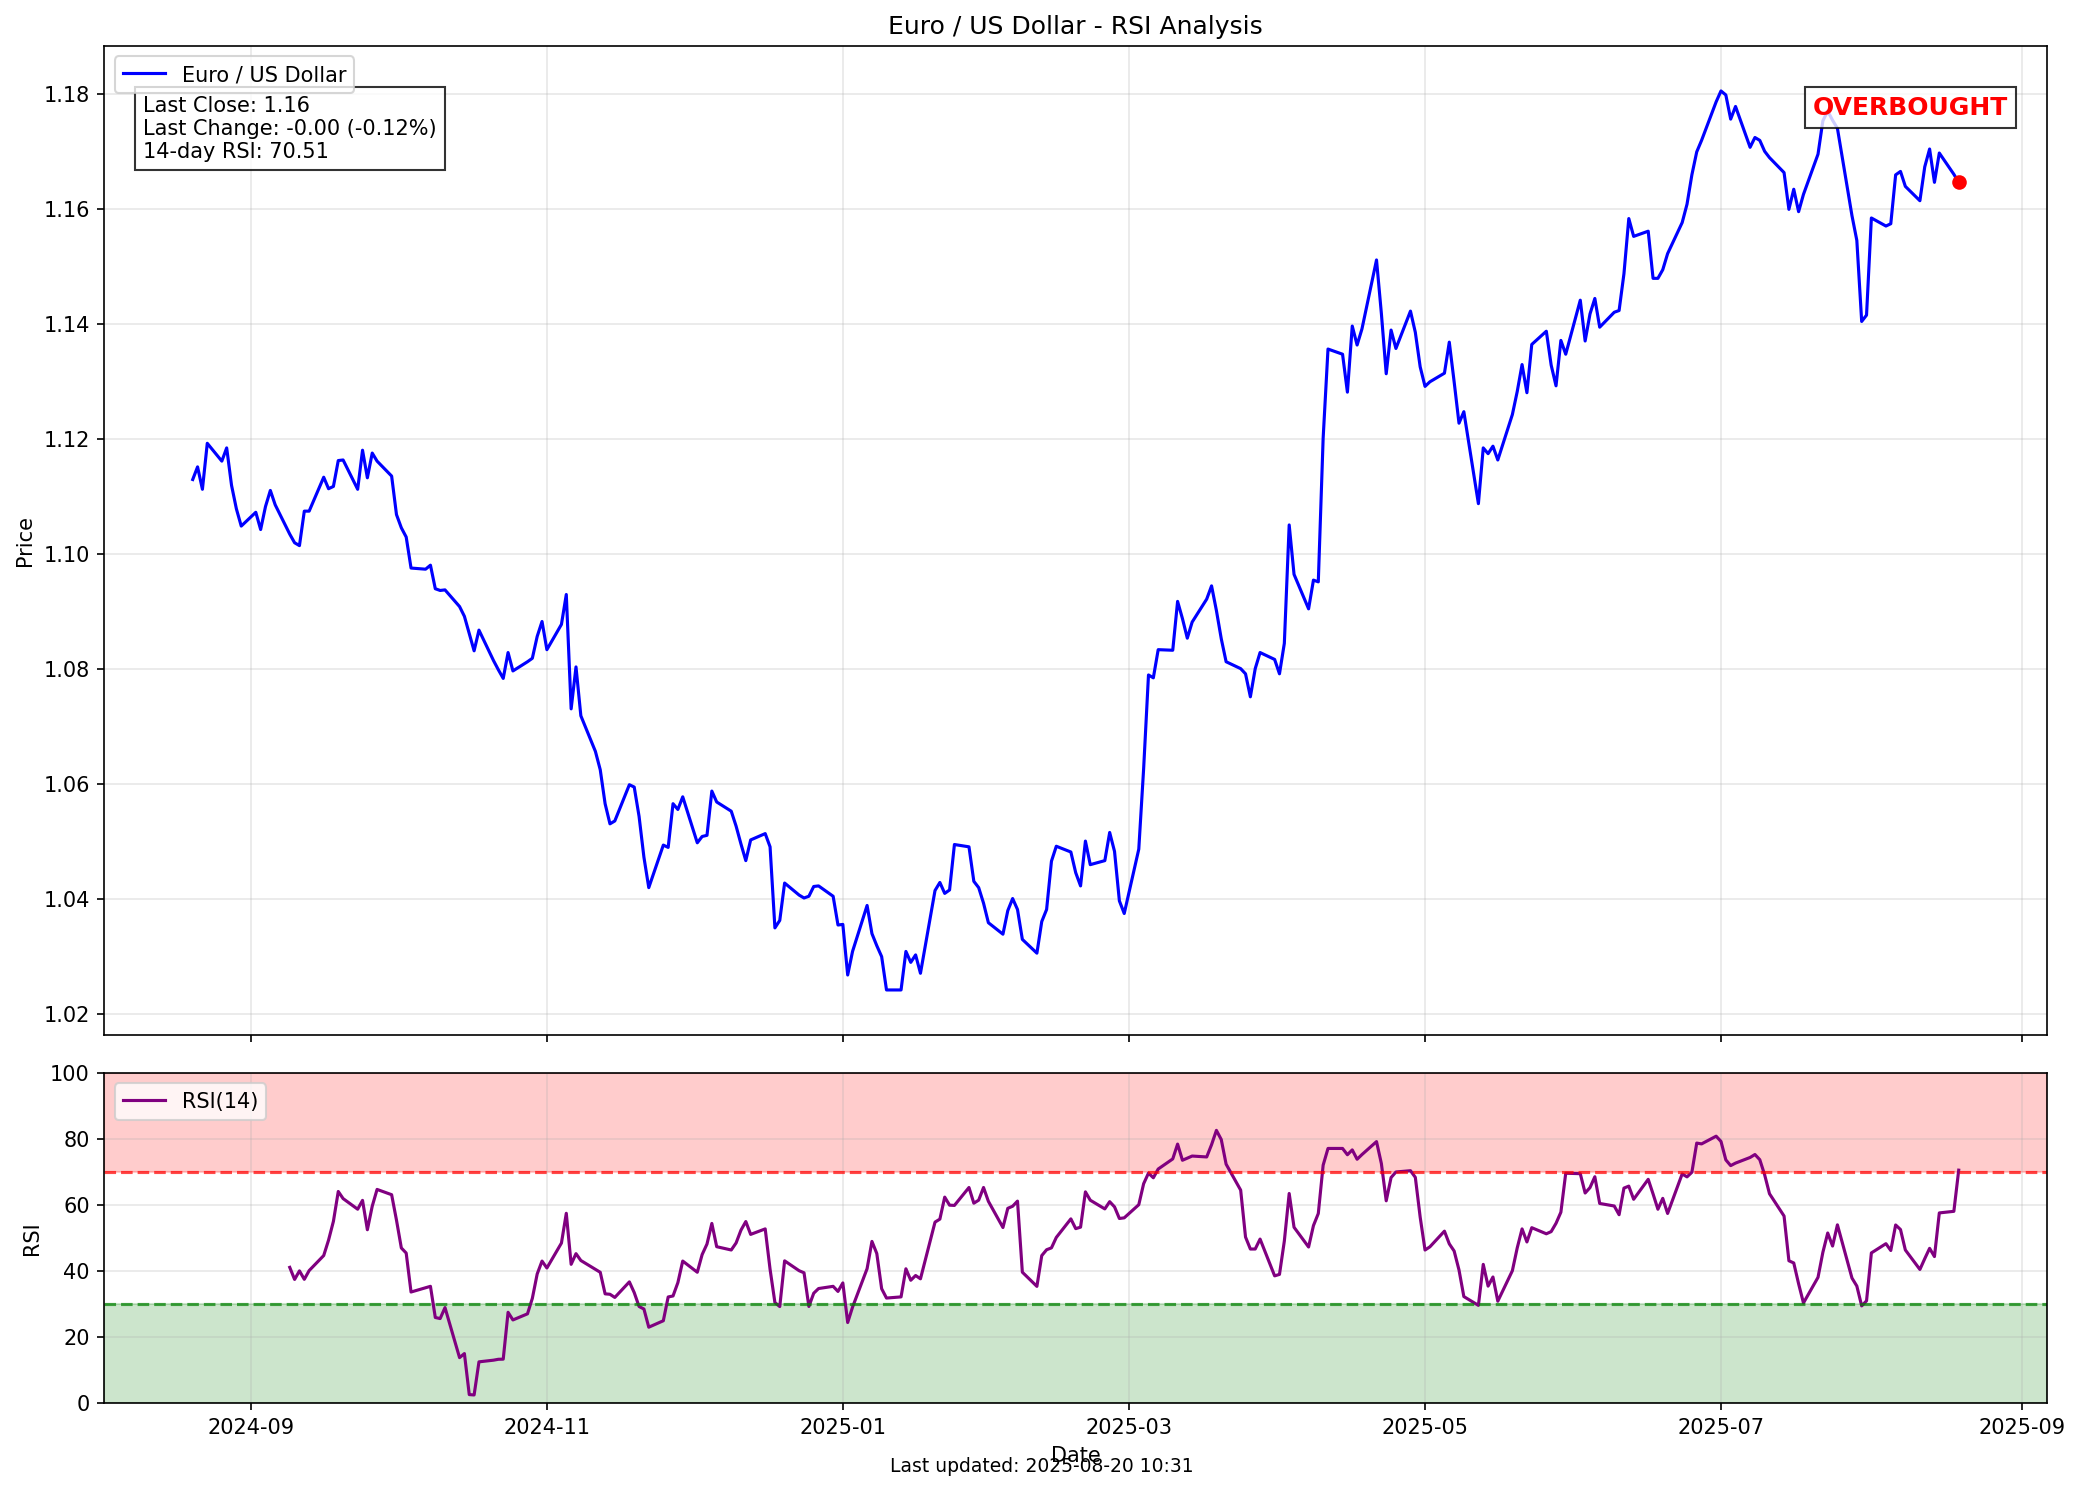 Euro / US Dollar - RSI Analysis
Euro / US Dollar
Last Close: 1.16
Last Change: -0.00 (-0.12%)
14-day RSI: 70.51
OVERBOUGHT
Price
1.18
1.16
1.14
1.12
1.10
1.08
1.06
1.04
1.02
RSI(14)
RSI
100
80
60
40
20
0
2024-09 2024-11 2025-01 2025-03 2025-05 2025-07 2025-09
Date
Last updated: 2025-08-20 10:31